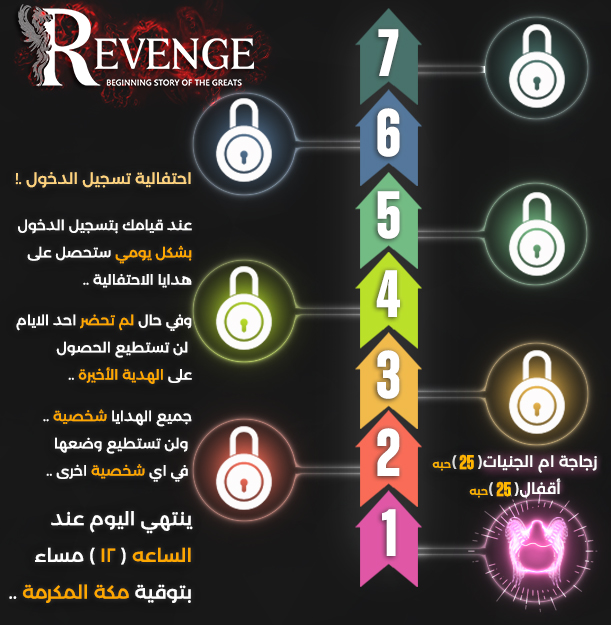 REVENGE
BEGINNING STORY OF THE GREATS
7
6
5
4
3
2
1
احتفالية تسجيل الدخول .!
عند قيامك بتسجيل الدخول
بشكل يومي ستحصل على
هدايا الاحتفالية ..
وفي حال لم تحضر احد الايام
لن تستطيع الحصول
على الهدية الأخيرة ..
جميع الهدايا شخصية ..
ولن تستطيع وضعها
في اي شخصية اخرى ..
ينتهي اليوم عند
الساعه ( ١٢ ) مساء
بتوقية مكة المكرمة ..
زجاجة ام الجنيات( 25 )حبه
أقفال( 25 )حبه